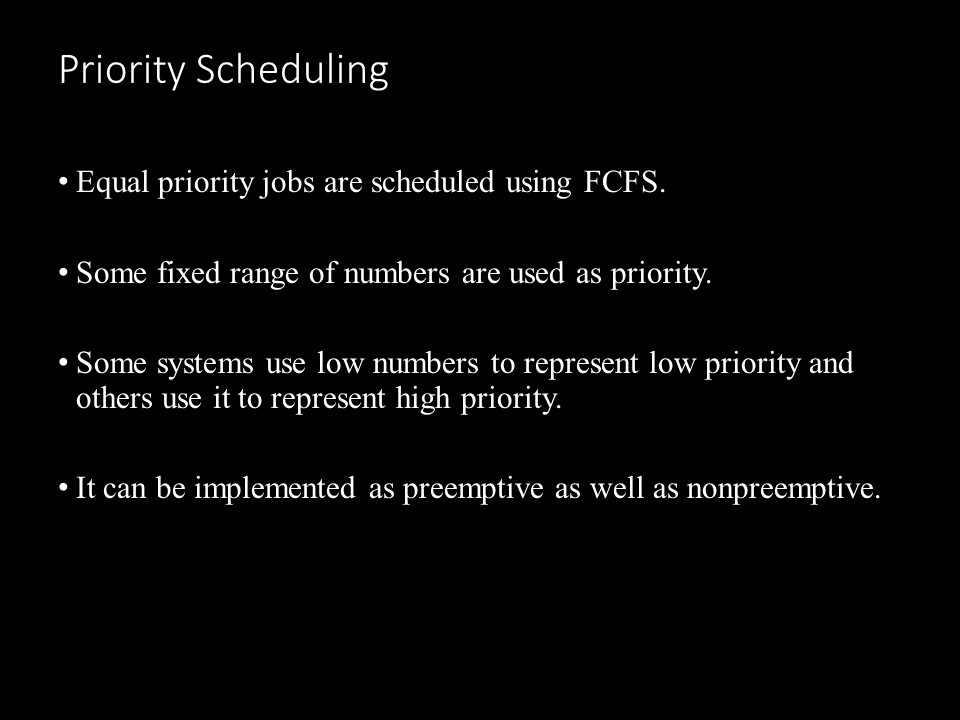 Priority Scheduling
• Equal priority jobs are scheduled using FCFS.
• Some fixed range of numbers are used as priority.
• Some systems use low numbers to represent low priority and
others use it to represent high priority.
• It can be implemented as preemptive as well as nonpreemptive.